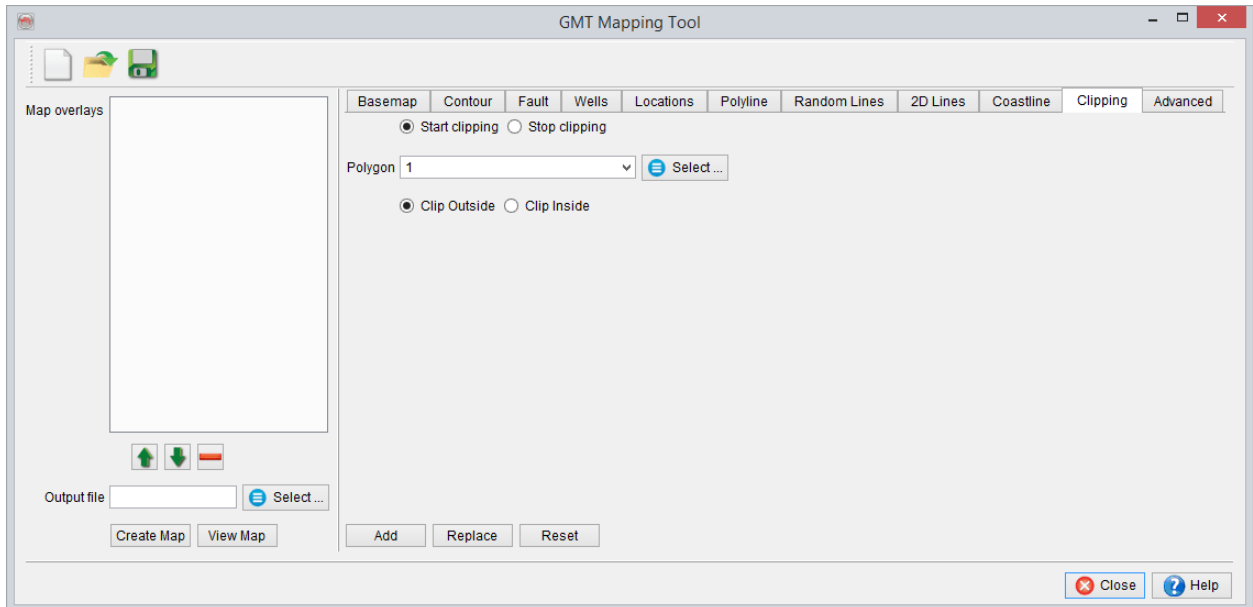 GMT Mapping Tool
Map overlays
Basemap Contour Fault Wells Locations Polyline Random Lines 2D Lines Coastline Clipping Advanced
Start clipping Stop clipping
Polygon 1 Select ...
Clip Outside Clip Inside
Output file Select ...
Create Map View Map
Add Replace Reset
Close Help